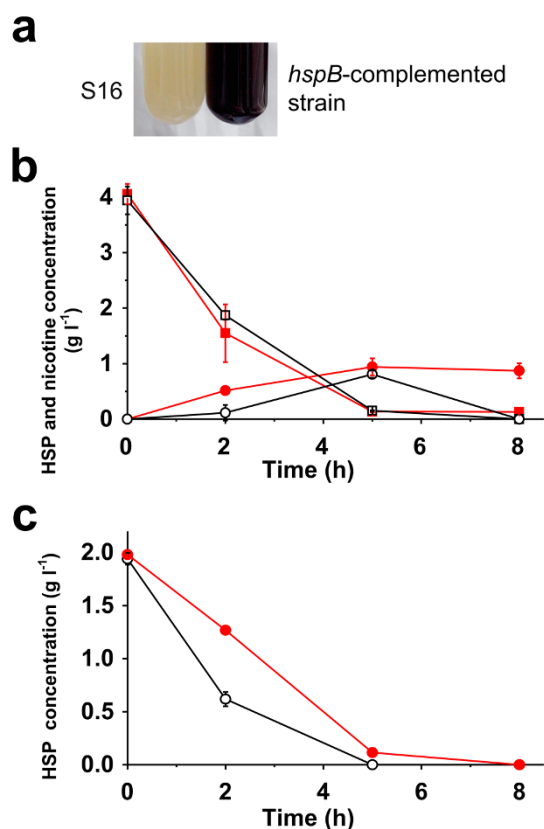 a
S16
hspB-complemented
strain
b
HSP and nicotine concentration
(g l⁻¹)
4
3
2
1
0
0 2 4 6 8
Time (h)
c
HSP concentration (g l⁻¹)
2.0
1.5
1.0
0.5
0.0
0 2 4 6 8
Time (h)